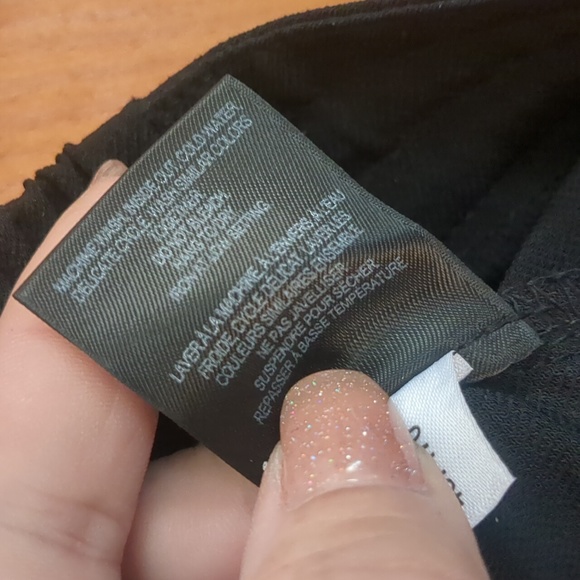 MACHINE WASH, INSIDE OUT, COLD WATER
DELICATE CYCLE, WASH SIMILAR COLORS
TOGETHER
DO NOT BLEACH
HANG TO DRY
IRON AT LOW SETTING
LAVER À LA MACHINE, À L'ENVERS À L'EAU
FROIDE, CYCLE DÉLICAT, LAVER LES
COULEURS SIMILAIRES ENSEMBLE
NE PAS JAVELLISER
SUSPENDRE POUR SÉCHER
REPASSER À BASSE TEMPÉRATURE